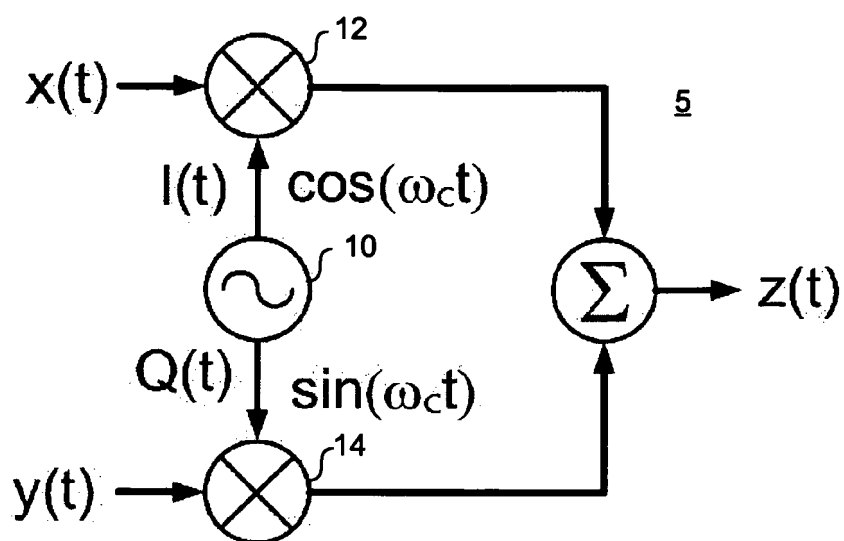 12
x(t)
5
I(t) cos(ωct)
10
Σ
z(t)
Q(t) sin(ωct)
14
y(t)